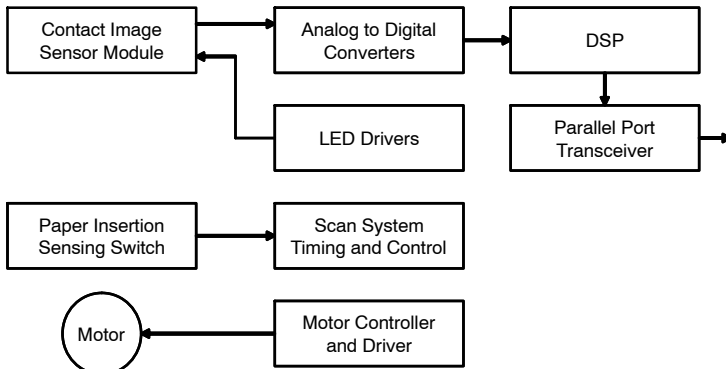 Contact Image
Sensor Module
Analog to Digital
Converters
DSP
LED Drivers
Parallel Port
Transceiver
Paper Insertion
Sensing Switch
Scan System
Timing and Control
Motor
Motor Controller
and Driver